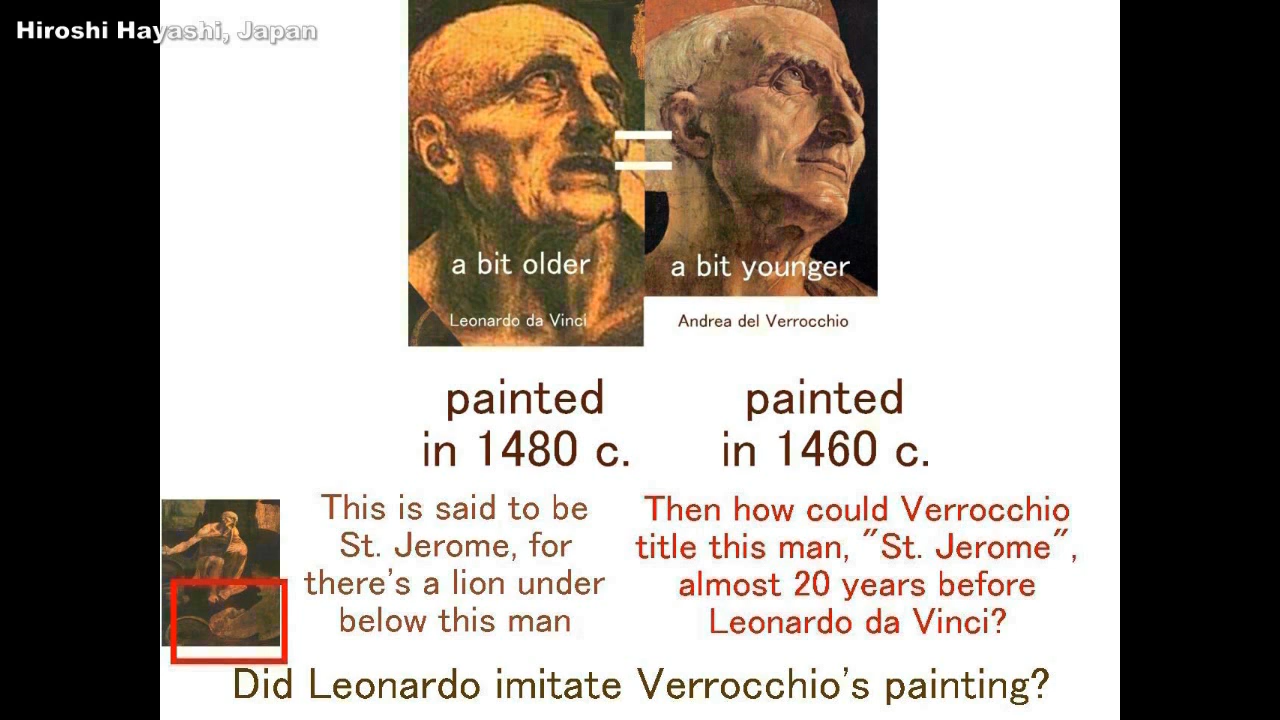 Hiroshi Hayashi, Japan
a bit older
a bit younger
Leonardo da Vinci
Andrea del Verrocchio
painted
in 1480 c.
painted
in 1460 c.
This is said to be
St. Jerome, for
there's a lion under
below this man
Then how could Verrocchio
title this man, "St. Jerome",
almost 20 years before
Leonardo da Vinci?
Did Leonardo imitate Verrocchio's painting?